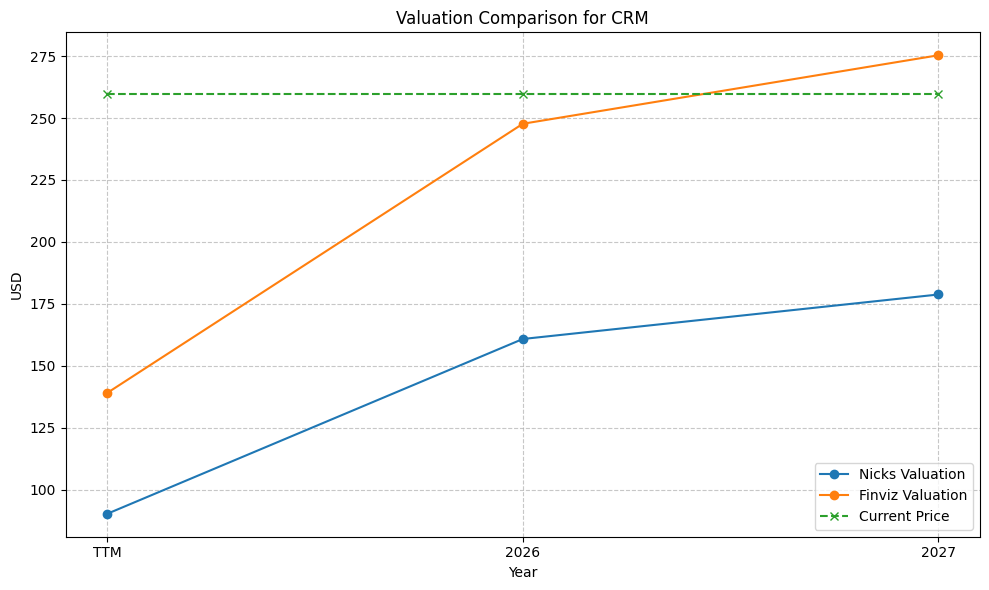 Valuation Comparison for CRM
USD
275
250
225
200
175
150
125
100
TTM
2026
2027
Year
Nicks Valuation
Finviz Valuation
Current Price